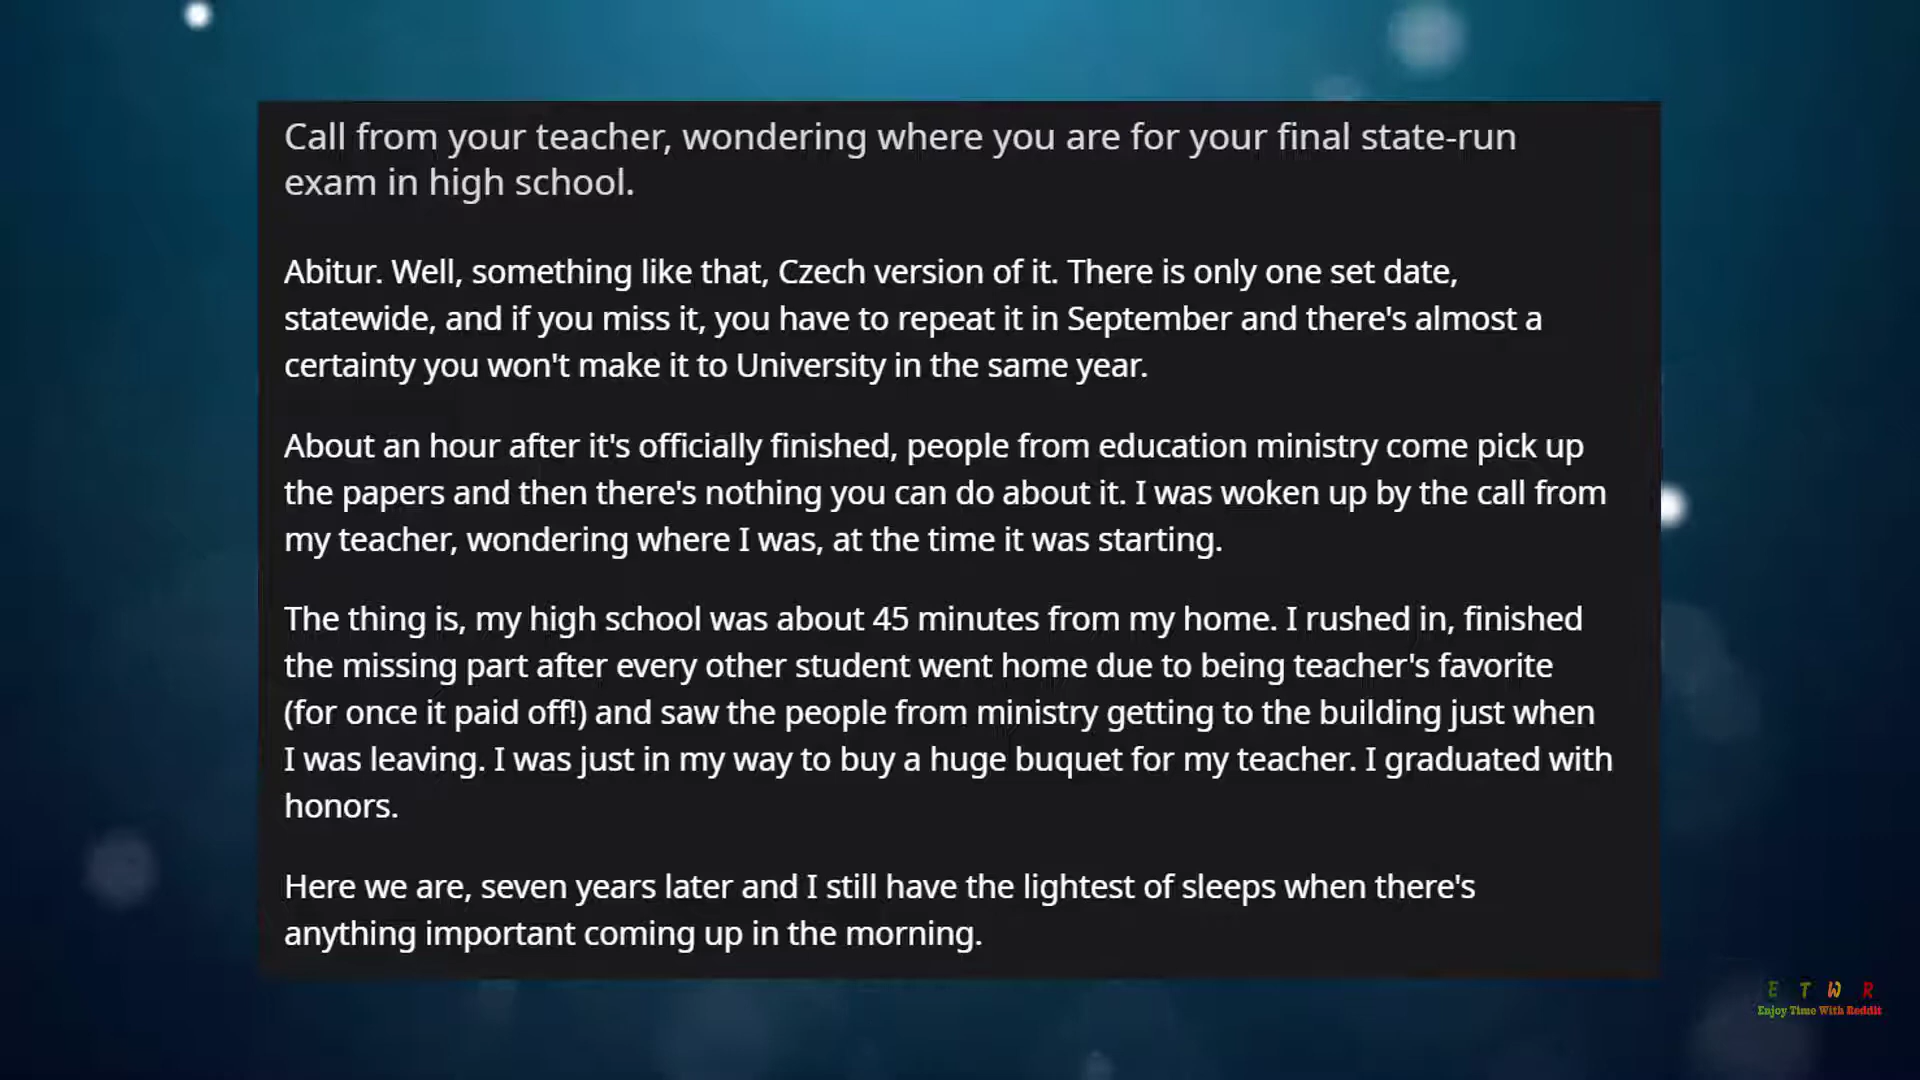 Call from your teacher, wondering where you are for your final state-run
exam in high school.
Abitur. Well, something like that, Czech version of it. There is only one set date,
statewide, and if you miss it, you have to repeat it in September and there's almost a
certainty you won't make it to University in the same year.
About an hour after it's officially finished, people from education ministry come pick up
the papers and then there's nothing you can do about it. I was woken up by the call from
my teacher, wondering where I was, at the time it was starting.
The thing is, my high school was about 45 minutes from my home. I rushed in, finished
the missing part after every other student went home due to being teacher's favorite
(for once it paid off!) and saw the people from ministry getting to the building just when
I was leaving. I was just in my way to buy a huge buquet for my teacher. I graduated with
honors.
Here we are, seven years later and I still have the lightest of sleeps when there's
anything important coming up in the morning.
E T W R
Enjoy Time With Reddit